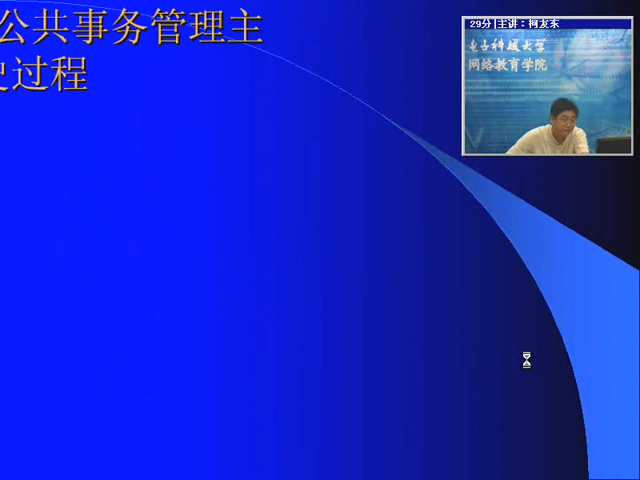 公共事务管理主
史过程
29分|主讲：柯友东
电子科技大学
网络教育学院